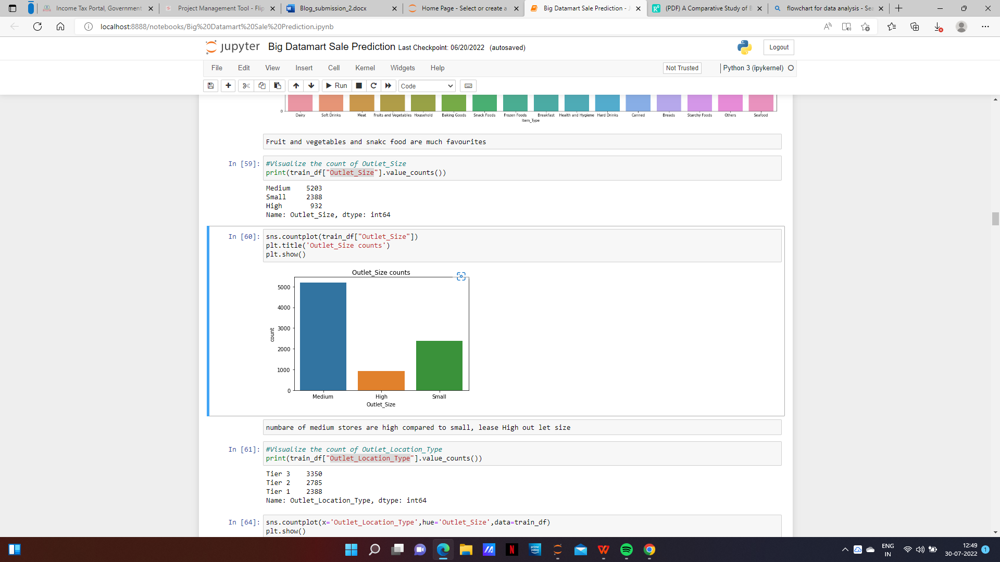 Income Tax Portal, Government
Project Management Tool - Flip
Blog_submission_2.docx
Home Page - Select or create a
Big Datamart Sale Prediction - J
(PDF) A Comparative Study of B
flowchart for data analysis - Sea
localhost:8888/notebooks/Big%20Datamart%20Sale%20Prediction.ipynb
jupyter Big Datamart Sale Prediction Last Checkpoint: 06/20/2022 (autosaved)
Logout
File Edit View Insert Cell Kernel Widgets Help
Not Trusted
Python 3 (ipykernel)
Run
Code
0
Dairy Soft Drinks Meat Fruits and Vegetables Household Baking Goods Snack Foods Frozen Foods Breakfast Health and Hygiene Hard Drinks Canned Breads Starchy Foods Others Seafood
Item_Type
Fruit and vegetables and snakc food are much favourites
In [59]: #Visualize the count of Outlet_Size
print(train_df["Outlet_Size"].value_counts())
Medium 5203
Small 2388
High 932
Name: Outlet_Size, dtype: int64
In [60]: sns.countplot(train_df["Outlet_Size"])
plt.title('Outlet_Size counts')
plt.show()
Outlet_Size counts
5000
4000
3000
2000
1000
0
count
Medium High Small
Outlet_Size
numbare of medium stores are high compared to small, lease High out let size
In [61]: #Visualize the count of Outlet_Location_Type
print(train_df["Outlet_Location_Type"].value_counts())
Tier 3 3350
Tier 2 2785
Tier 1 2388
Name: Outlet_Location_Type, dtype: int64
In [64]: sns.countplot(x='Outlet_Location_Type',hue='Outlet_Size',data=train_df)
plt.show()
prime video
ENG
IN
12:49
30-07-2022
1